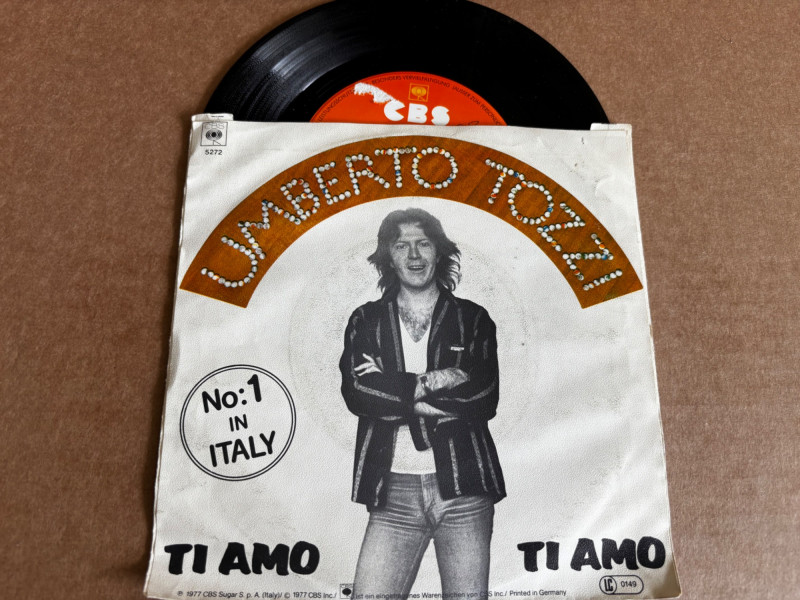 CBS
CBS
5272
UMBERTO TOZZI
No: 1
IN
ITALY
TI AMO
TI AMO
LC 0149
℗ 1977 CBS Sugar S. p. A. (Italy)/ © 1977 CBS Inc./ ist ein eingetragenes Warenzeichen von CBS Inc./ Printed in Germany